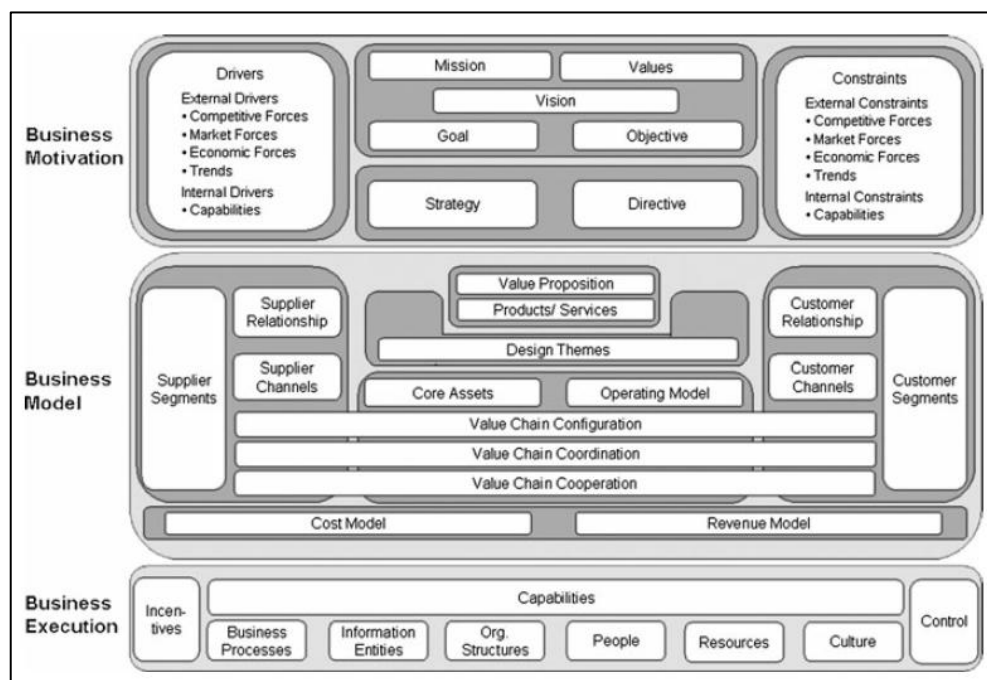 Business
Motivation
Drivers
External Drivers
• Competitive Forces
• Market Forces
• Economic Forces
• Trends
Internal Drivers
• Capabilities
Mission
Values
Vision
Goal
Objective
Strategy
Directive
Constraints
External Constraints
• Competitive Forces
• Market Forces
• Economic Forces
• Trends
Internal Constraints
• Capabilities
Business
Model
Supplier
Segments
Supplier
Relationship
Supplier
Channels
Value Proposition
Products/ Services
Design Themes
Core Assets
Operating Model
Customer
Relationship
Customer
Channels
Customer
Segments
Value Chain Configuration
Value Chain Coordination
Value Chain Cooperation
Cost Model
Revenue Model
Business
Execution
Incen-
tives
Capabilities
Business
Processes
Information
Entities
Org.
Structures
People
Resources
Culture
Control